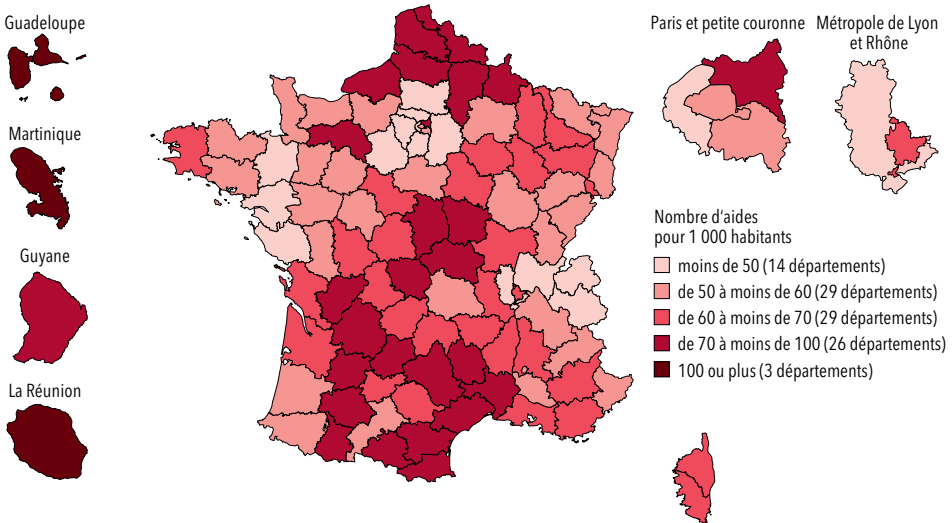 Guadeloupe
Martinique
Guyane
La Réunion
Paris et petite couronne
Métropole de Lyon
et Rhône
Nombre d'aides
pour 1 000 habitants
moins de 50 (14 départements)
de 50 à moins de 60 (29 départements)
de 60 à moins de 70 (29 départements)
de 70 à moins de 100 (26 départements)
100 ou plus (3 départements)